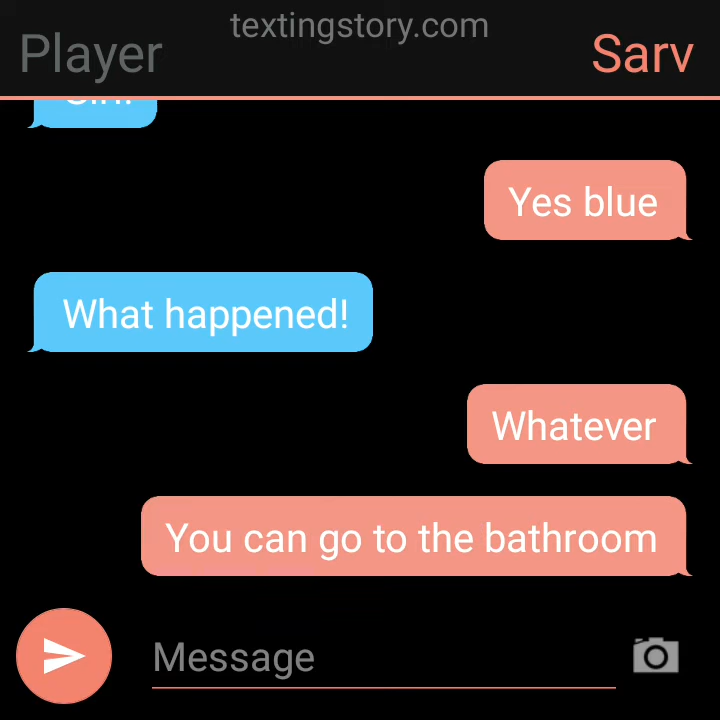 textingstory.com
Player
Sarv
Yes blue
What happened!
Whatever
You can go to the bathroom
Message